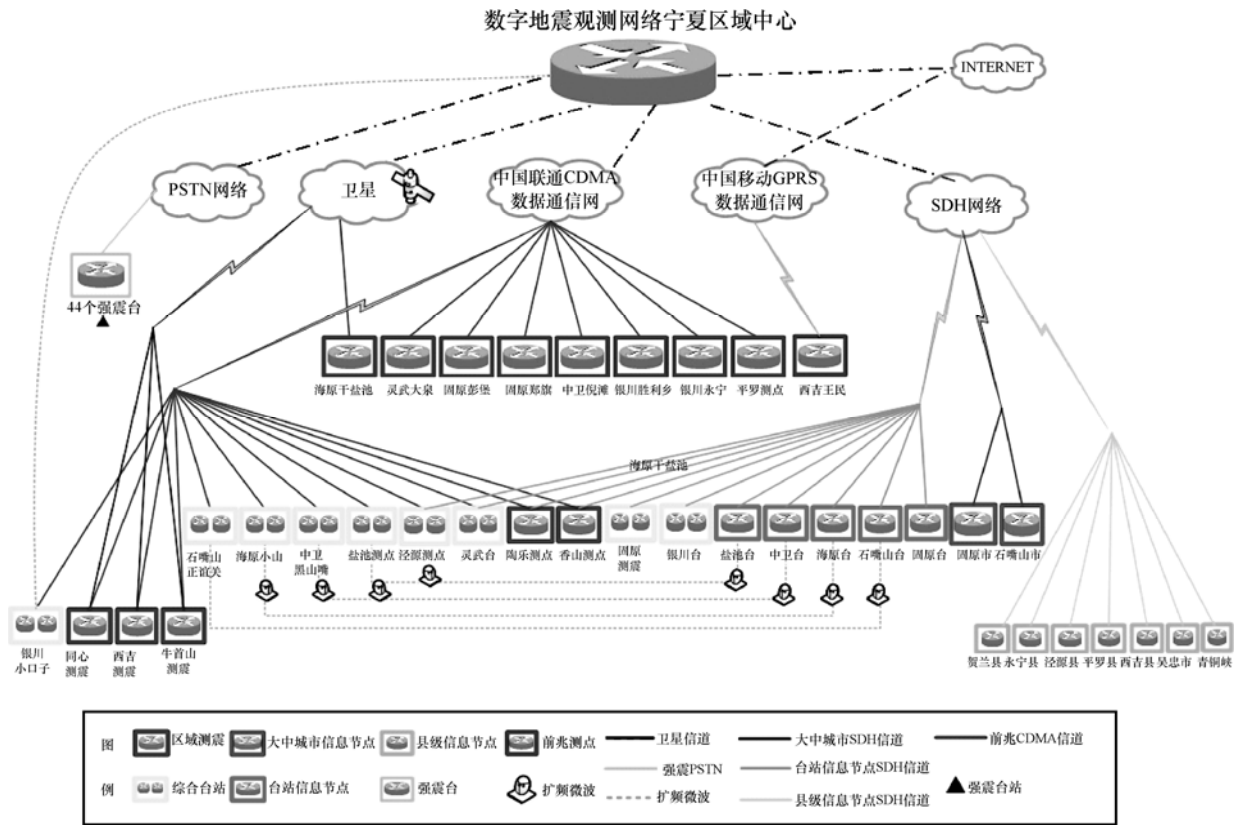 数字地震观测网络宁夏区域中心
INTERNET
PSTN网络
卫星
中国联通CDMA
数据通信网
中国移动GPRS
数据通信网
SDH网络
44个强震台
海原干盐池
灵武大泉
固原彭堡
固原郑旗
中卫倪滩
银川胜利乡
银川永宁
平罗测点
西吉王民
海原干盐池
石嘴山
正谊关
海原小山
中卫
黑山嘴
盐池测点
泾源测点
灵武台
陶乐测点
香山测点
固原
测震
银川台
盐池台
中卫台
海原台
石嘴山台
固原台
固原市
石嘴山市
银川
小口子
同心
测震
西吉
测震
牛首山
测震
贺兰县
永宁县
泾源县
平罗县
西吉县
吴忠市
青铜峡
图
区域测震
大中城市信息节点
县级信息节点
前兆测点
卫星信道
大中城市SDH信道
前兆CDMA信道
强震PSTN
台站信息节点SDH信道
例
综合台站
台站信息节点
强震台
扩频微波
扩频微波
县级信息节点SDH信道
强震台站